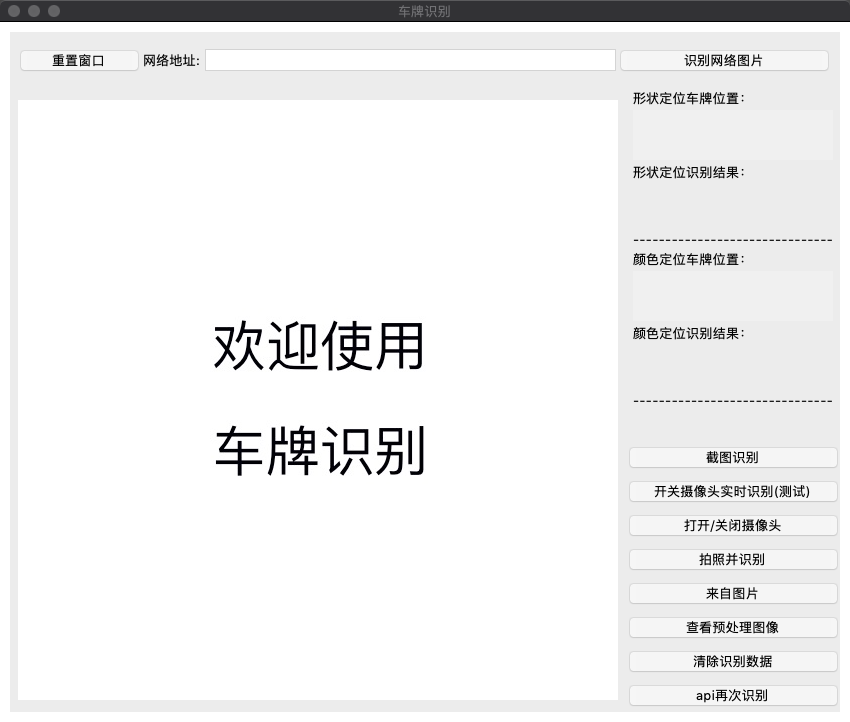 车牌识别
重置窗口 网络地址: 识别网络图片
欢迎使用
车牌识别
形状定位车牌位置：
形状定位识别结果：
-------------------------------
颜色定位车牌位置：
颜色定位识别结果：
-------------------------------
截图识别
开关摄像头实时识别(测试)
打开/关闭摄像头
拍照并识别
来自图片
查看预处理图像
清除识别数据
api再次识别